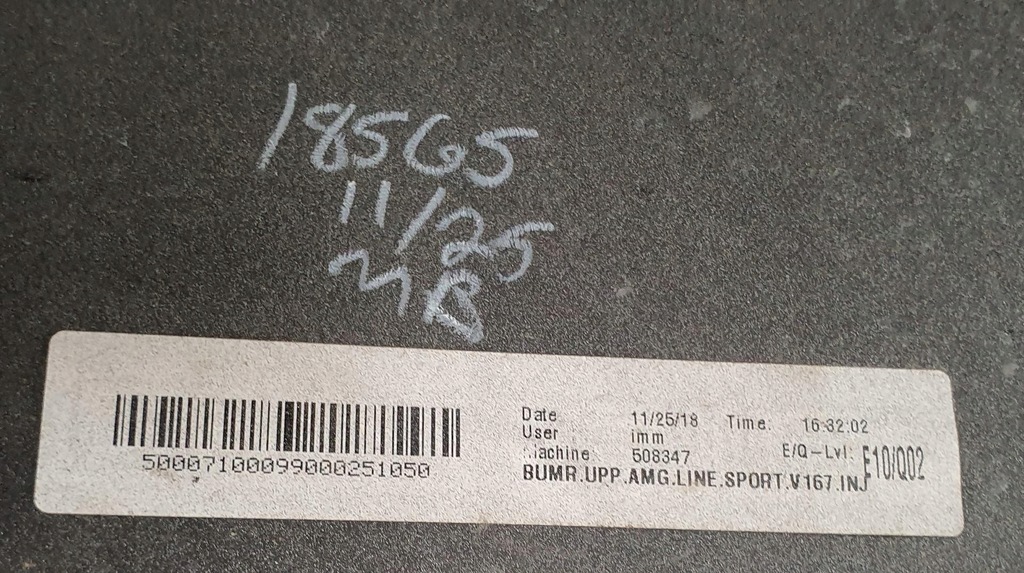 18565
11/25
MB
50007100099000251050
Date 11/25/18 Time: 16:32:02
User imm
Machine 508347 E/Q-Lvl: E10/Q02
BUMR.UPP.AMG.LINE.SPORT.V167.INJ